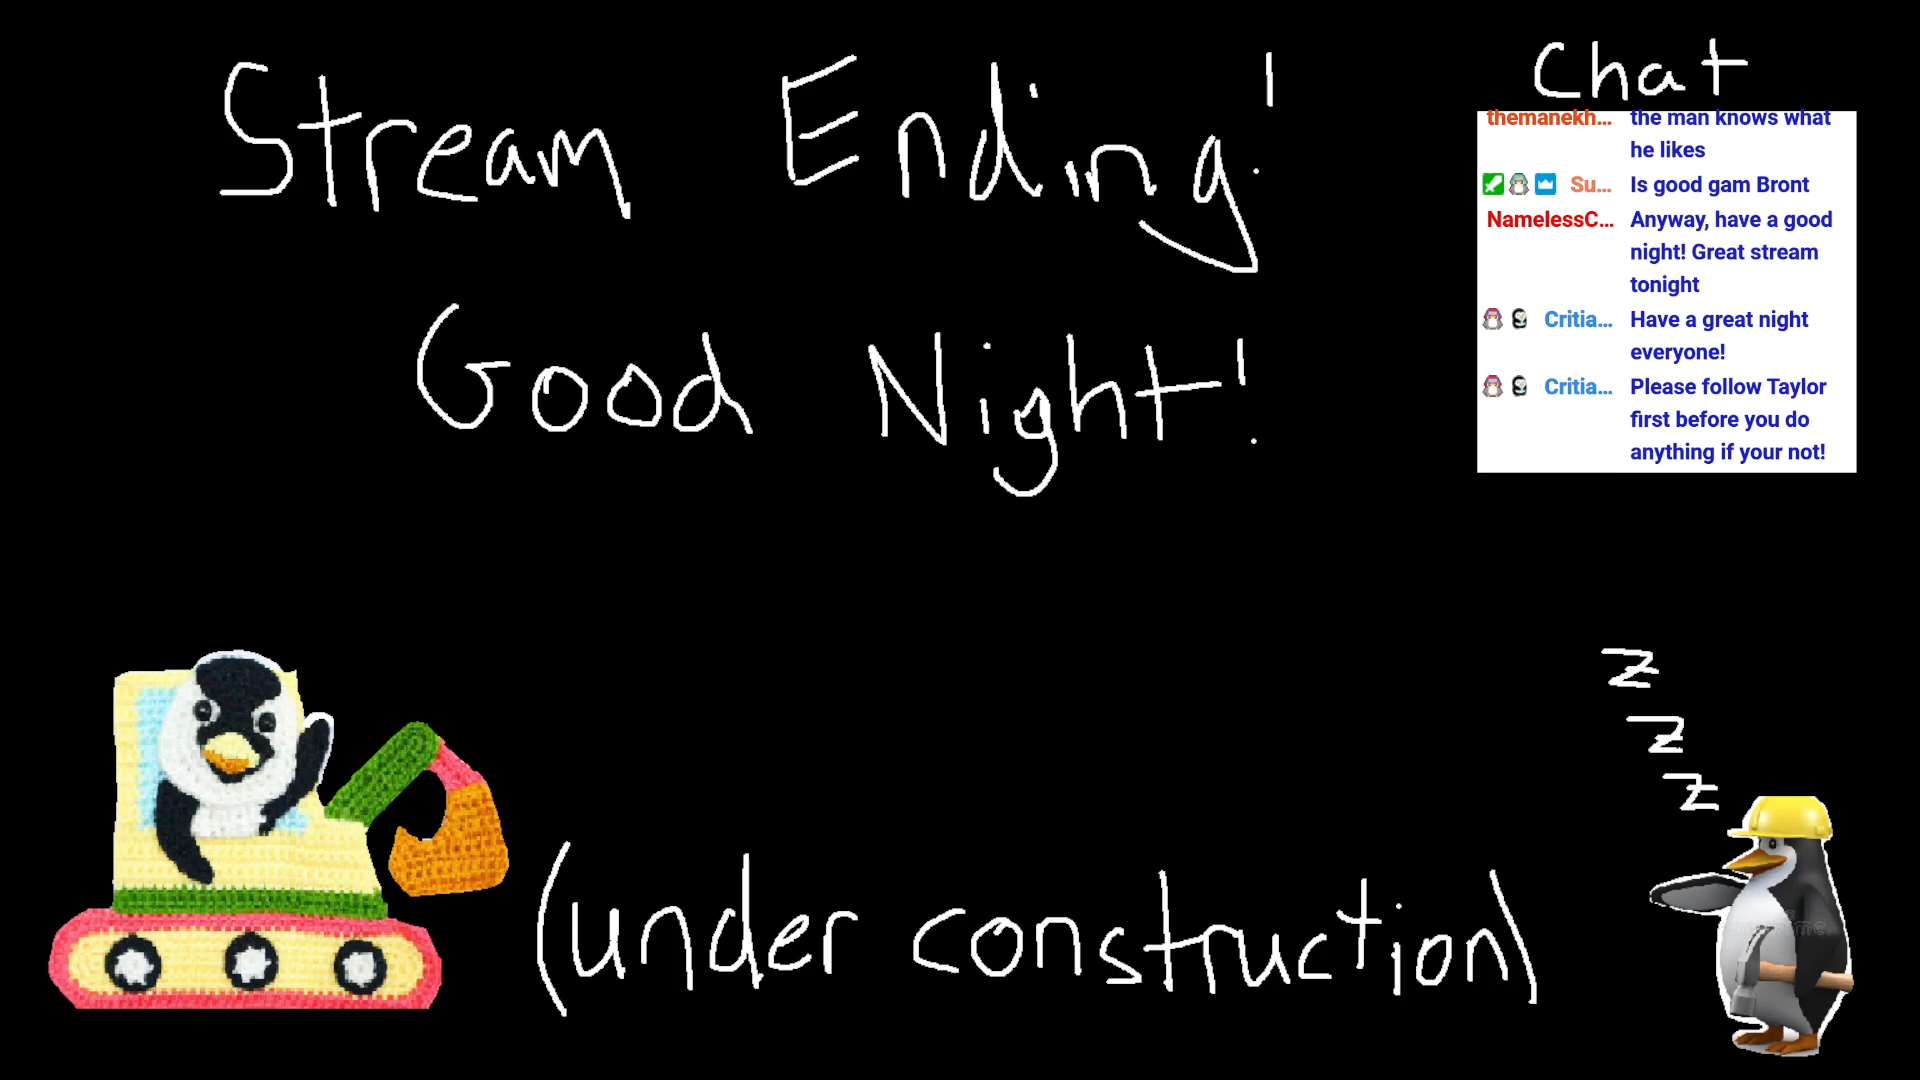 Stream Ending!
Good Night!
Chat
themanekh... the man knows what
he likes
Su... Is good gam Bront
NamelessC... Anyway, have a good
night! Great stream
tonight
Critia... Have a great night
everyone!
Critia... Please follow Taylor
first before you do
anything if your not!
z
z
z
(under construction)